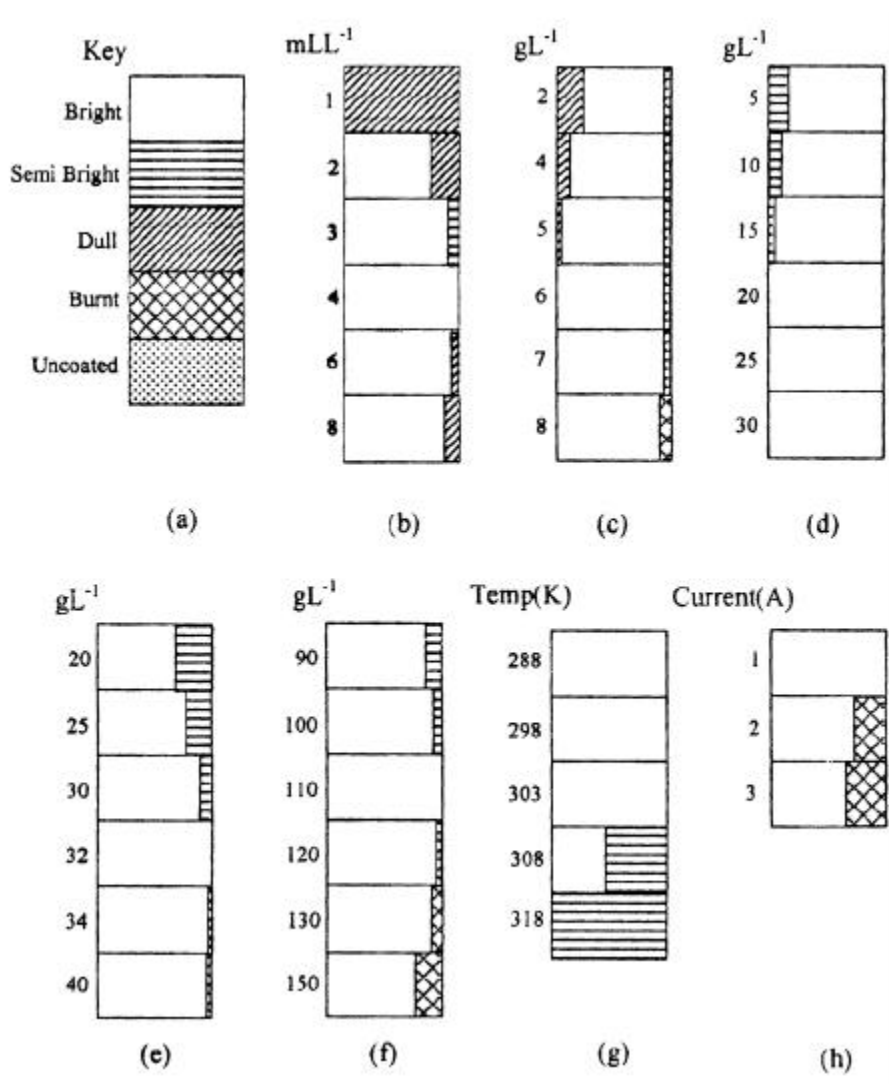 Key
Bright
Semi Bright
Dull
Burnt
Uncoated
(a)
mLL⁻¹
1
2
3
4
6
8
(b)
gL⁻¹
2
4
5
6
7
8
(c)
gL⁻¹
5
10
15
20
25
30
(d)
gL⁻¹
20
25
30
32
34
40
(e)
gL⁻¹
90
100
110
120
130
150
(f)
Temp(K)
288
298
303
308
318
(g)
Current(A)
1
2
3
(h)